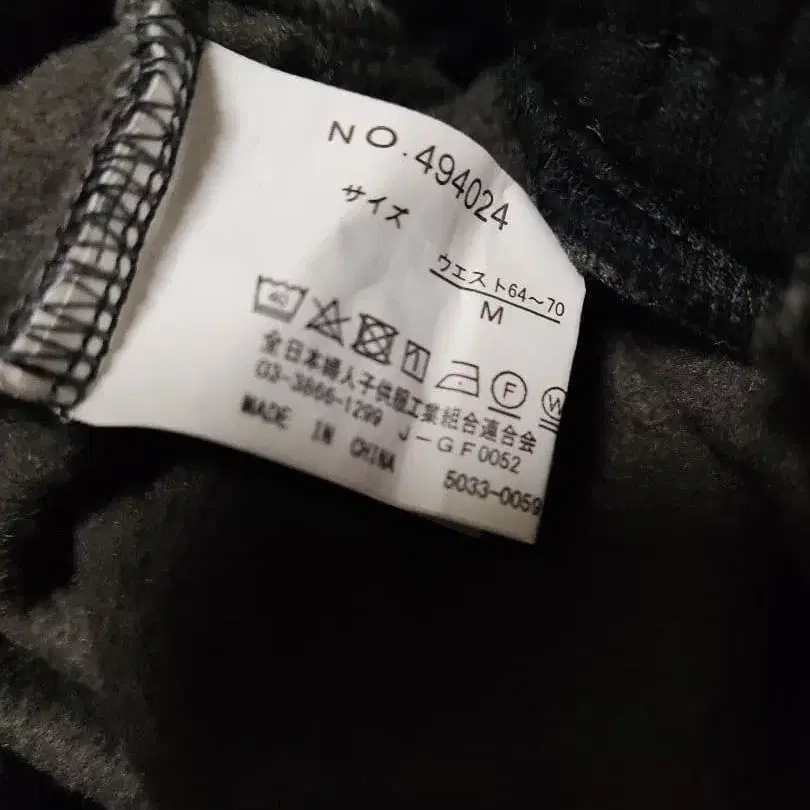 NO.494024
サイズ
ウエスト64～70
M
40 F W
全日本婦人子供服工業組合連合会
03-3866-1299 J-GF0052
MADE IN CHINA
5033-0059